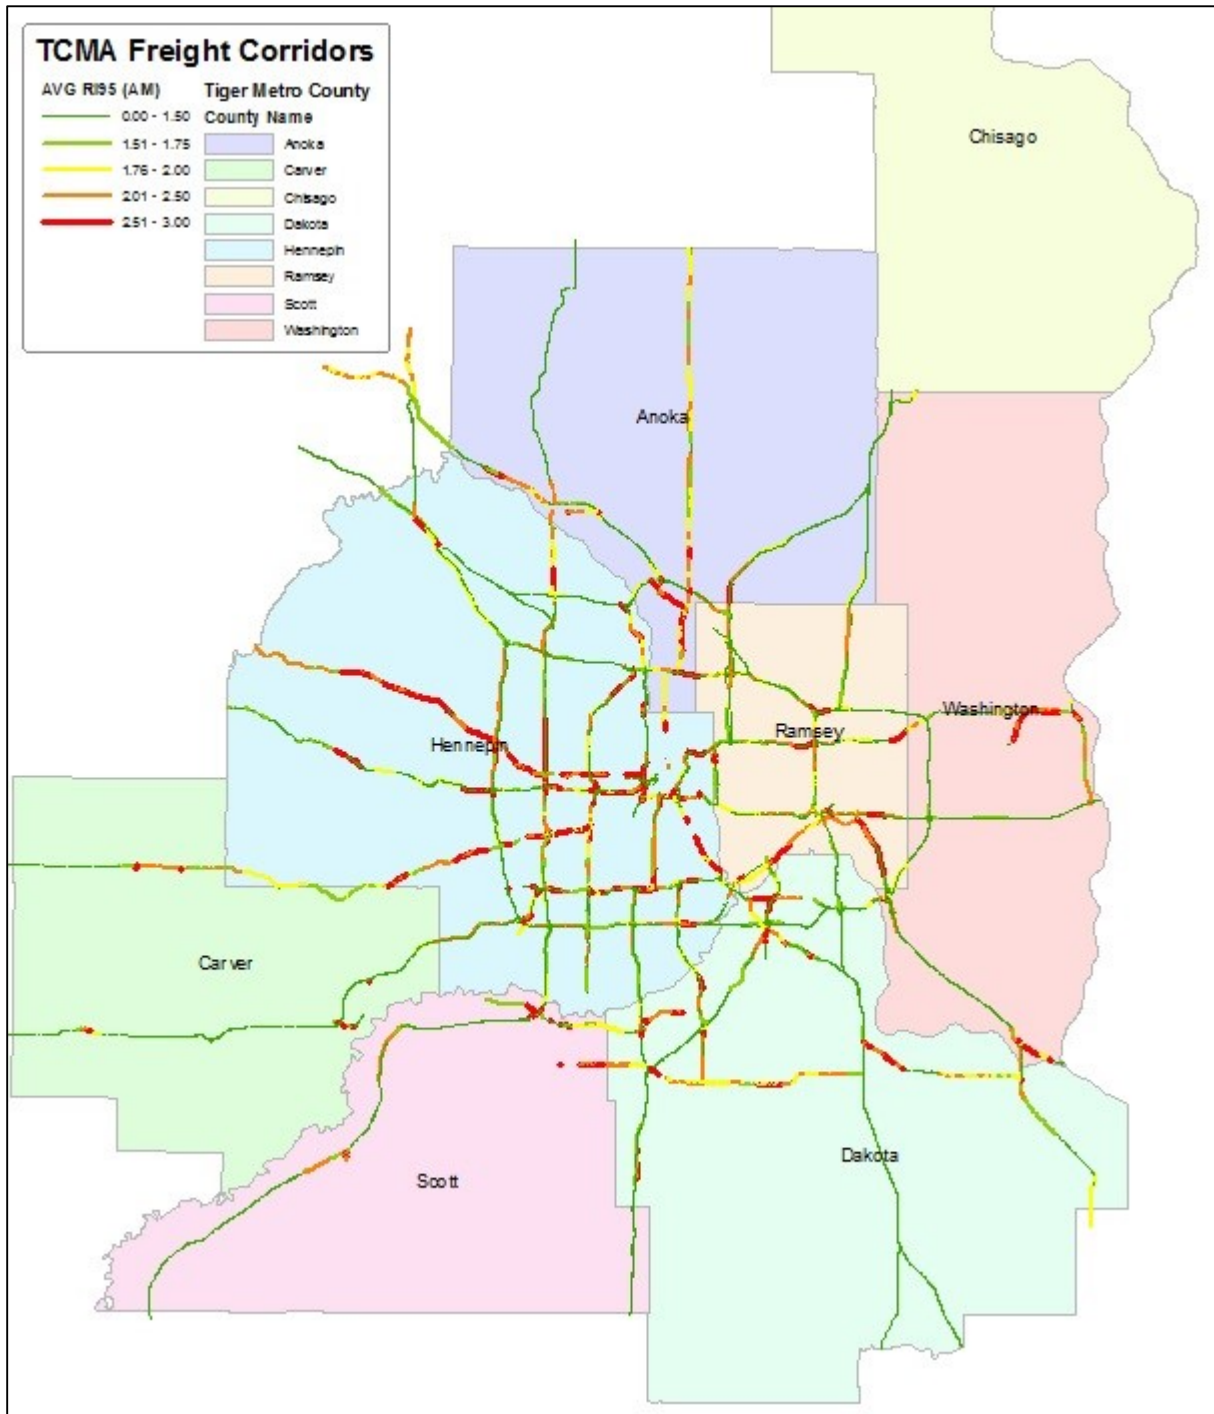 TCMA Freight Corridors
AVG RI95 (AM)
0.00 - 1.50
1.51 - 1.75
1.76 - 2.00
2.01 - 2.50
2.51 - 3.00
Tiger Metro County
County Name
Anoka
Carver
Chisago
Dakota
Hennepin
Ramsey
Scott
Washington
Chisago
Anoka
Washington
Ramsey
Hennepin
Carver
Dakota
Scott